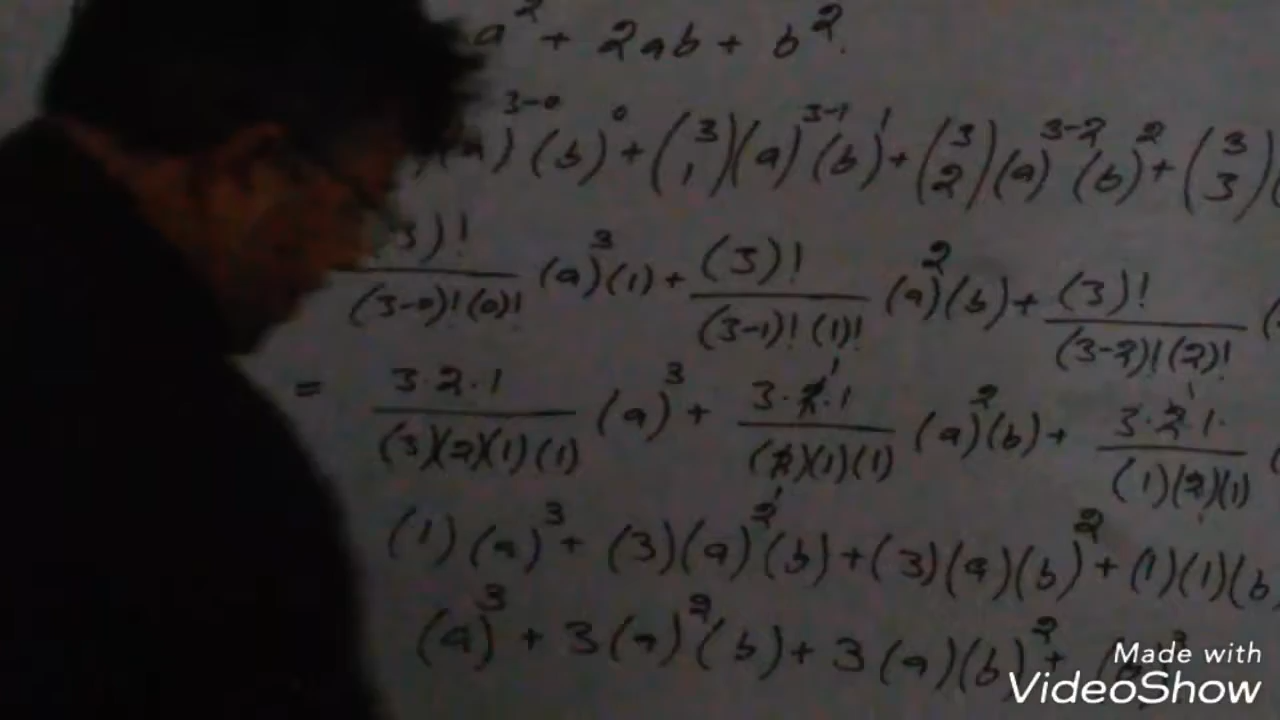 a² + 2ab + b².
(a)³⁻⁰ (b)⁰ + (3 1)(a)³⁻¹ (b)¹ + (3 2)(a)³⁻² (b)² + (3 3)(
3)! / (3-0)! (0)! (a)³(1) + (3)! / (3-1)! (1)! (a)²(b) + (3)! / (3-2)! (2)! (
= 3·2·1 / (3)(2)(1)(1) (a)³ + 3·2·1 / (2)(1)(1) (a)²(b) + 3·2·1· / (1)(2)(1) (
(1)(a)³ + (3)(a)²(b) + (3)(a)(b)² + (1)(1)(b
(a)³ + 3(a)²(b) + 3(a)(b)² + (b)³
Made with
VideoShow